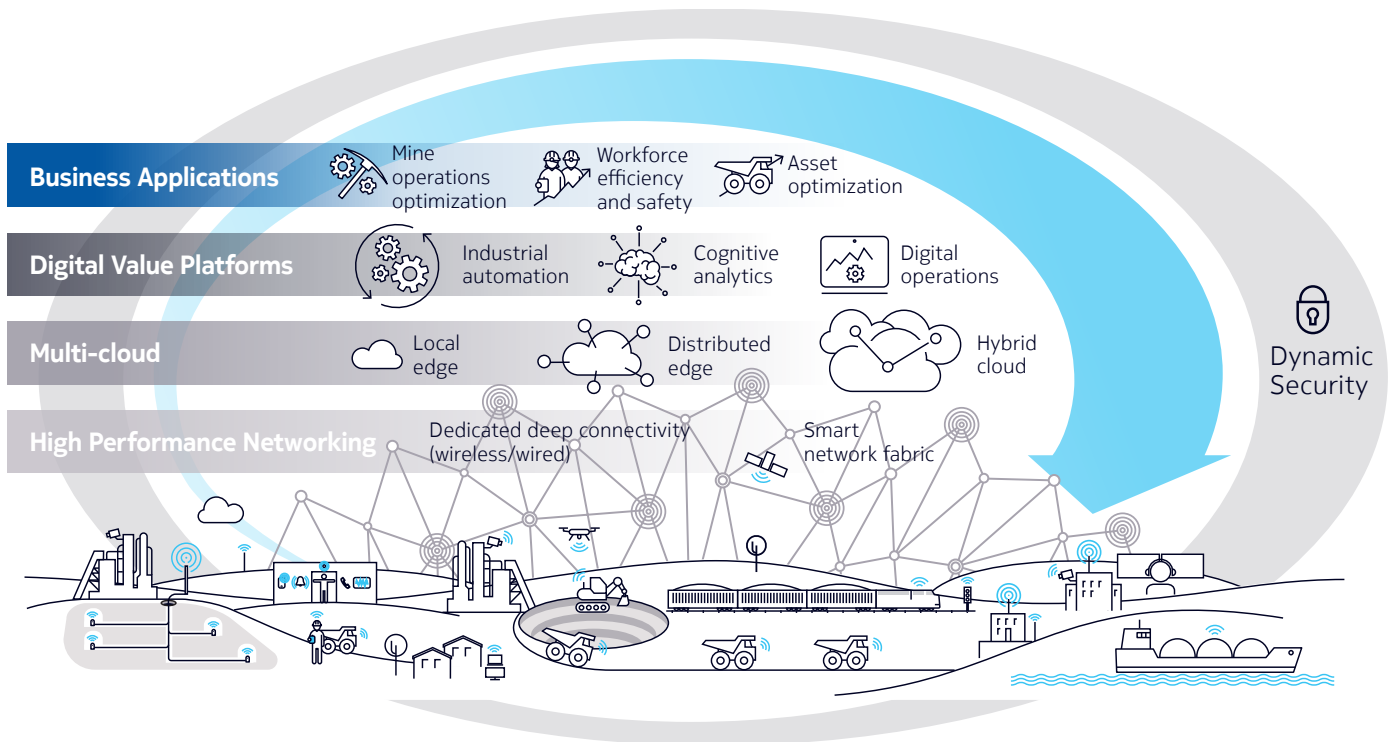 Business Applications
Mine
operations
optimization
Workforce
efficiency
and safety
Asset
optimization
Digital Value Platforms
Industrial
automation
Cognitive
analytics
Digital
operations
Multi-cloud
Local
edge
Distributed
edge
Hybrid
cloud
Dynamic
Security
High Performance Networking
Dedicated deep connectivity
(wireless/wired)
Smart
network fabric